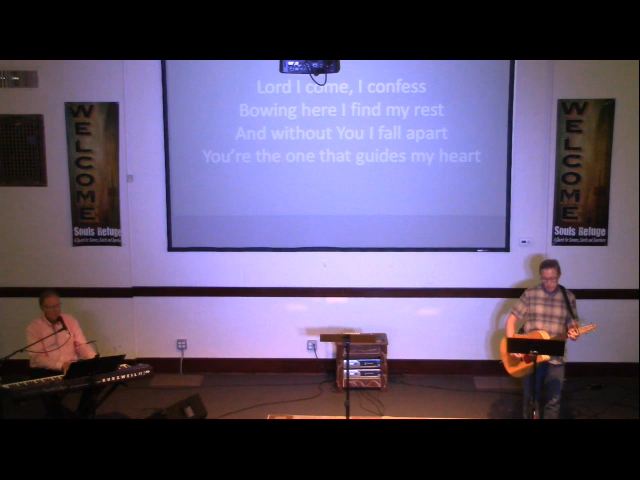 Lord I come, I confess
Bowing here I find my rest
And without You I fall apart
You're the one that guides my heart
WELCOME
Souls Refuge
WELCOME
Souls Refuge
KURZWEIL